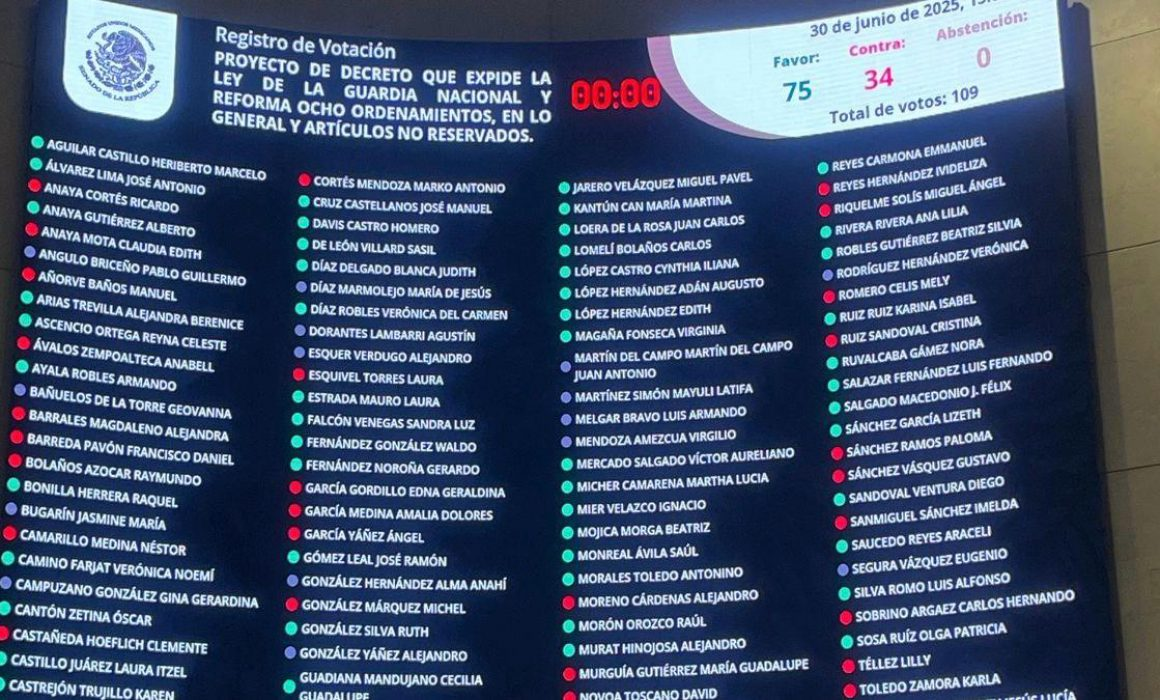 ESTADOS UNIDOS MEXICANOS
SENADO DE LA REPÚBLICA
Registro de Votación
PROYECTO DE DECRETO QUE EXPIDE LA
LEY DE LA GUARDIA NACIONAL Y
REFORMA OCHO ORDENAMIENTOS, EN LO
GENERAL Y ARTÍCULOS NO RESERVADOS.
00:00
30 de junio de 2025,
Favor:
75
Contra:
34
Abstención:
0
Total de votos: 109
AGUILAR CASTILLO HERIBERTO MARCELO
ÁLVAREZ LIMA JOSÉ ANTONIO
ANAYA CORTÉS RICARDO
ANAYA GUTIÉRREZ ALBERTO
ANAYA MOTA CLAUDIA EDITH
ANGULO BRICEÑO PABLO GUILLERMO
AÑORVE BAÑOS MANUEL
ARIAS TREVILLA ALEJANDRA BERENICE
ASCENCIO ORTEGA REYNA CELESTE
ÁVALOS ZEMPOALTECA ANABELL
AYALA ROBLES ARMANDO
BAÑUELOS DE LA TORRE GEOVANNA
BARRALES MAGDALENO ALEJANDRA
BARREDA PAVÓN FRANCISCO DANIEL
BOLAÑOS AZOCAR RAYMUNDO
BONILLA HERRERA RAQUEL
BUGARÍN JASMINE MARÍA
CAMARILLO MEDINA NÉSTOR
CAMINO FARJAT VERÓNICA NOEMÍ
CAMPUZANO GONZÁLEZ GINA GERARDINA
CANTÓN ZETINA ÓSCAR
CASTAÑEDA HOEFLICH CLEMENTE
CASTILLO JUÁREZ LAURA ITZEL
CASTREJÓN TRUJILLO KAREN
CORTÉS MENDOZA MARKO ANTONIO
CRUZ CASTELLANOS JOSÉ MANUEL
DAVIS CASTRO HOMERO
DE LEÓN VILLARD SASIL
DÍAZ DELGADO BLANCA JUDITH
DÍAZ MARMOLEJO MARÍA DE JESÚS
DÍAZ ROBLES VERÓNICA DEL CARMEN
DORANTES LAMBARRI AGUSTÍN
ESQUER VERDUGO ALEJANDRO
ESQUIVEL TORRES LAURA
ESTRADA MAURO LAURA
FALCÓN VENEGAS SANDRA LUZ
FERNÁNDEZ GONZÁLEZ WALDO
FERNÁNDEZ NOROÑA GERARDO
GARCÍA GORDILLO EDNA GERALDINA
GARCÍA MEDINA AMALIA DOLORES
GARCÍA YÁÑEZ ÁNGEL
GÓMEZ LEAL JOSÉ RAMÓN
GONZÁLEZ HERNÁNDEZ ALMA ANAHÍ
GONZÁLEZ MÁRQUEZ MICHEL
GONZÁLEZ SILVA RUTH
GONZÁLEZ YÁÑEZ ALEJANDRO
GUADIANA MANDUJANO CECILIA
GUADALUPE
JARERO VELÁZQUEZ MIGUEL PAVEL
KANTÚN CAN MARÍA MARTINA
LOERA DE LA ROSA JUAN CARLOS
LOMELÍ BOLAÑOS CARLOS
LÓPEZ CASTRO CYNTHIA ILIANA
LÓPEZ HERNÁNDEZ ADÁN AUGUSTO
LÓPEZ HERNÁNDEZ EDITH
MAGAÑA FONSECA VIRGINIA
MARTÍN DEL CAMPO MARTÍN DEL CAMPO
JUAN ANTONIO
MARTÍNEZ SIMÓN MAYULI LATIFA
MELGAR BRAVO LUIS ARMANDO
MENDOZA AMEZCUA VIRGILIO
MERCADO SALGADO VÍCTOR AURELIANO
MICHER CAMARENA MARTHA LUCIA
MIER VELAZCO IGNACIO
MOJICA MORGA BEATRIZ
MONREAL ÁVILA SAÚL
MORALES TOLEDO ANTONINO
MORENO CÁRDENAS ALEJANDRO
MORÓN OROZCO RAÚL
MURAT HINOJOSA ALEJANDRO
MURGUÍA GUTIÉRREZ MARÍA GUADALUPE
NOVOA TOSCANO DAVID
REYES CARMONA EMMANUEL
REYES HERNÁNDEZ IVIDELIZA
RIQUELME SOLÍS MIGUEL ÁNGEL
RIVERA RIVERA ANA LILIA
ROBLES GUTIÉRREZ BEATRIZ SILVIA
RODRÍGUEZ HERNÁNDEZ VERÓNICA
ROMERO CELIS MELY
RUIZ RUIZ KARINA ISABEL
RUIZ SANDOVAL CRISTINA
RUVALCABA GÁMEZ NORA
SALAZAR FERNÁNDEZ LUIS FERNANDO
SALGADO MACEDONIO J. FÉLIX
SÁNCHEZ GARCÍA LIZETH
SÁNCHEZ RAMOS PALOMA
SÁNCHEZ VÁSQUEZ GUSTAVO
SANDOVAL VENTURA DIEGO
SANMIGUEL SÁNCHEZ IMELDA
SAUCEDO REYES ARACELI
SEGURA VÁZQUEZ EUGENIO
SILVA ROMO LUIS ALFONSO
SOBRINO ARGAEZ CARLOS HERNANDO
SOSA RUÍZ OLGA PATRICIA
TÉLLEZ LILLY
TOLEDO ZAMORA KARLA
JESÚS LUCÍA